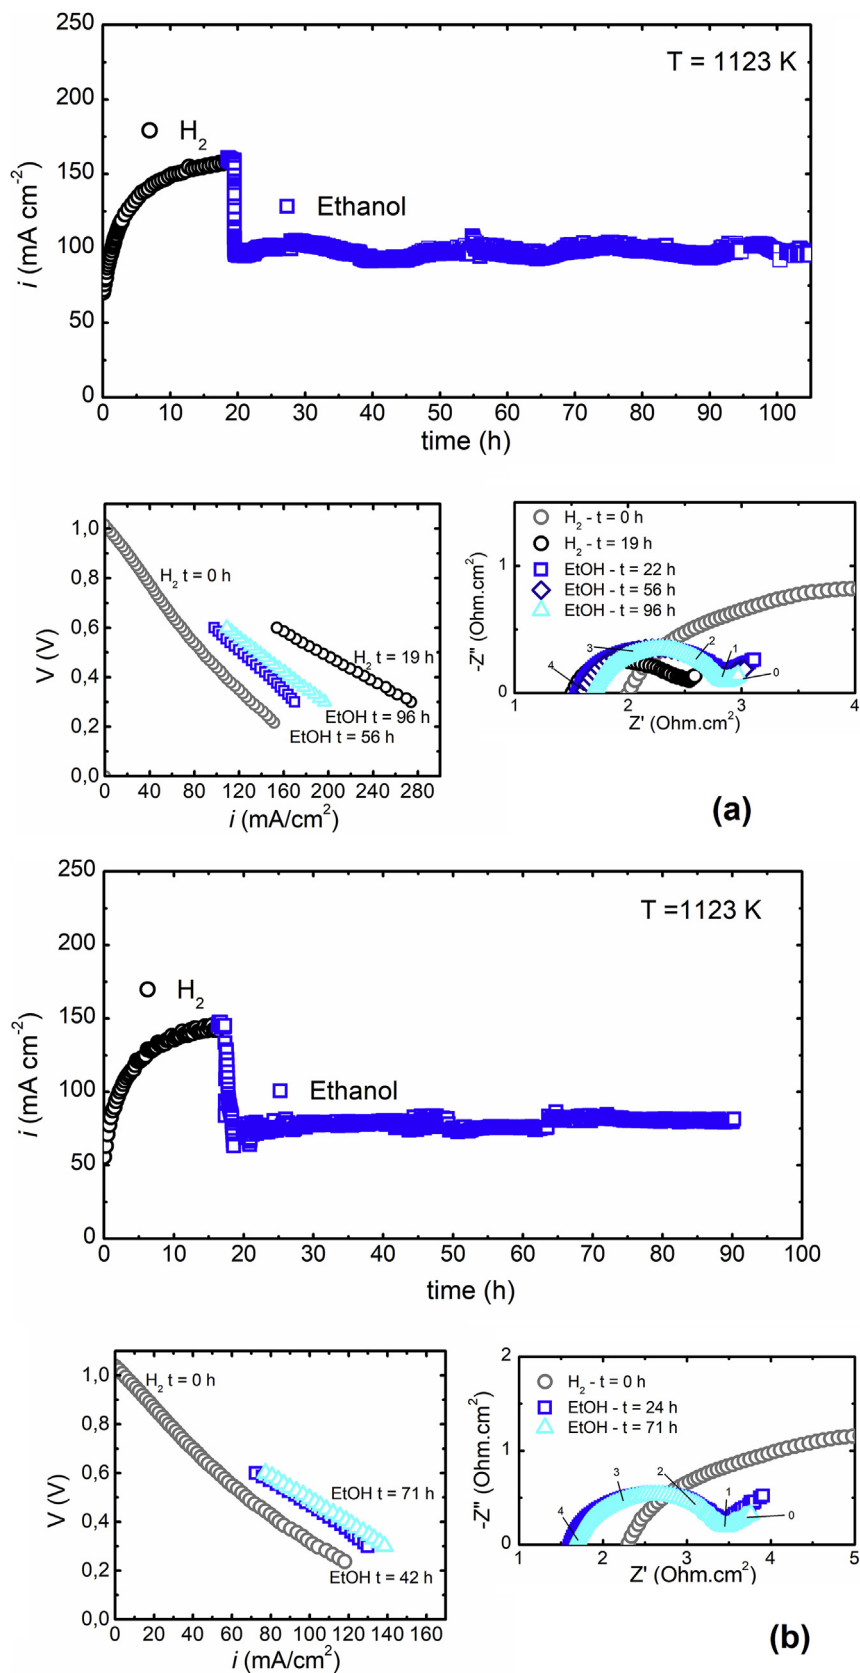 250
T = 1123 K
200
H2
150
Ethanol
i (mA cm-2)
100
50
0
0 10 20 30 40 50 60 70 80 90 100
time (h)
1,0
H2 t = 0 h
0,8
V (V)
0,6
0,4
H2 t = 19 h
EtOH t = 96 h
0,2
EtOH t = 56 h
0,0
0 40 80 120 160 200 240 280
i (mA/cm2)
H2 - t = 0 h
H2 - t = 19 h
EtOH - t = 22 h
EtOH - t = 56 h
EtOH - t = 96 h
-Z" (Ohm.cm2)
1
0
4 3 2 1 0
1 2 3 4
Z' (Ohm.cm2)
(a)
250
T =1123 K
200
H2
150
i (mA cm-2)
100
Ethanol
50
0
0 10 20 30 40 50 60 70 80 90 100
time (h)
1,0
H2 t = 0 h
0,8
V (V)
0,6
EtOH t = 71 h
0,4
0,2
EtOH t = 42 h
0,0
0 20 40 60 80 100 120 140 160
i (mA/cm2)
2
H2 - t = 0 h
EtOH - t = 24 h
EtOH - t = 71 h
-Z" (Ohm.cm2)
1
0
4 3 2 1 0
1 2 3 4 5
Z' (Ohm.cm2)
(b)